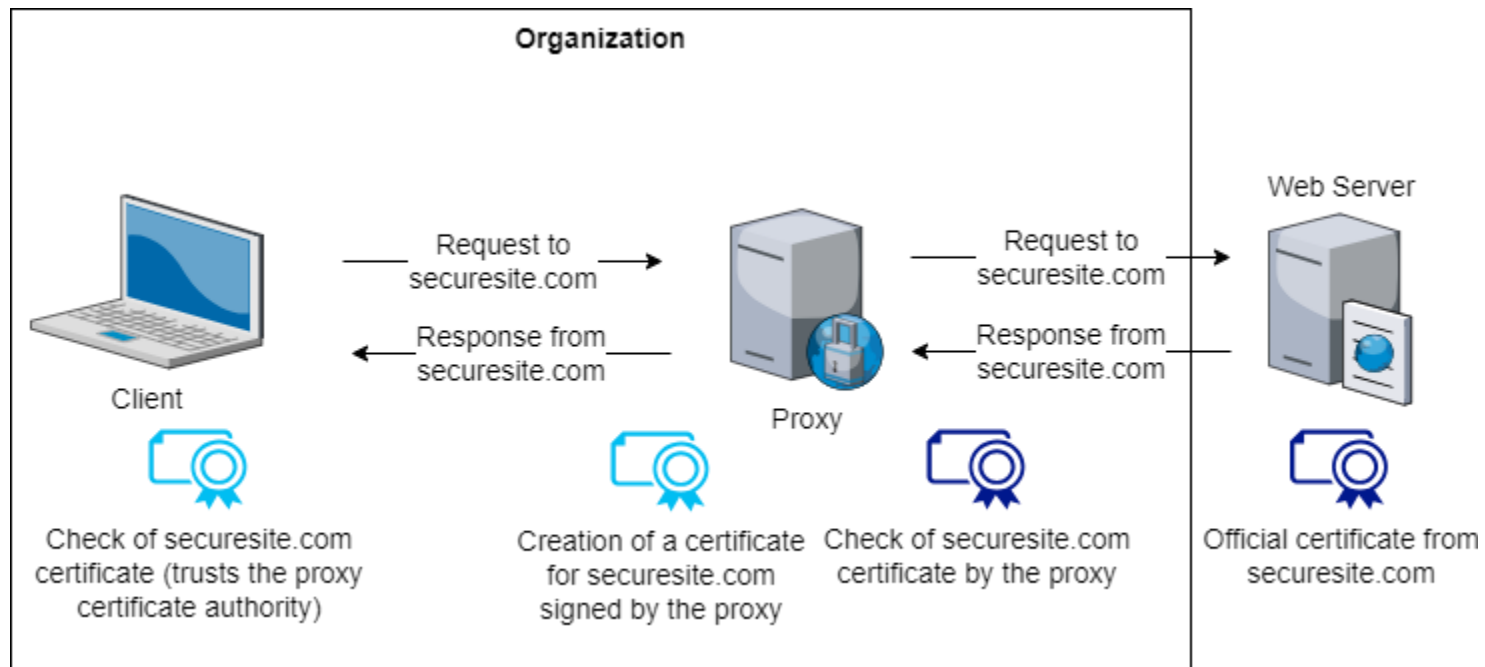 Organization
Web Server
Request to
securesite.com
Request to
securesite.com
Response from
securesite.com
Response from
securesite.com
Client
Proxy
Check of securesite.com
certificate (trusts the proxy
certificate authority)
Creation of a certificate
for securesite.com
signed by the proxy
Check of securesite.com
certificate by the proxy
Official certificate from
securesite.com